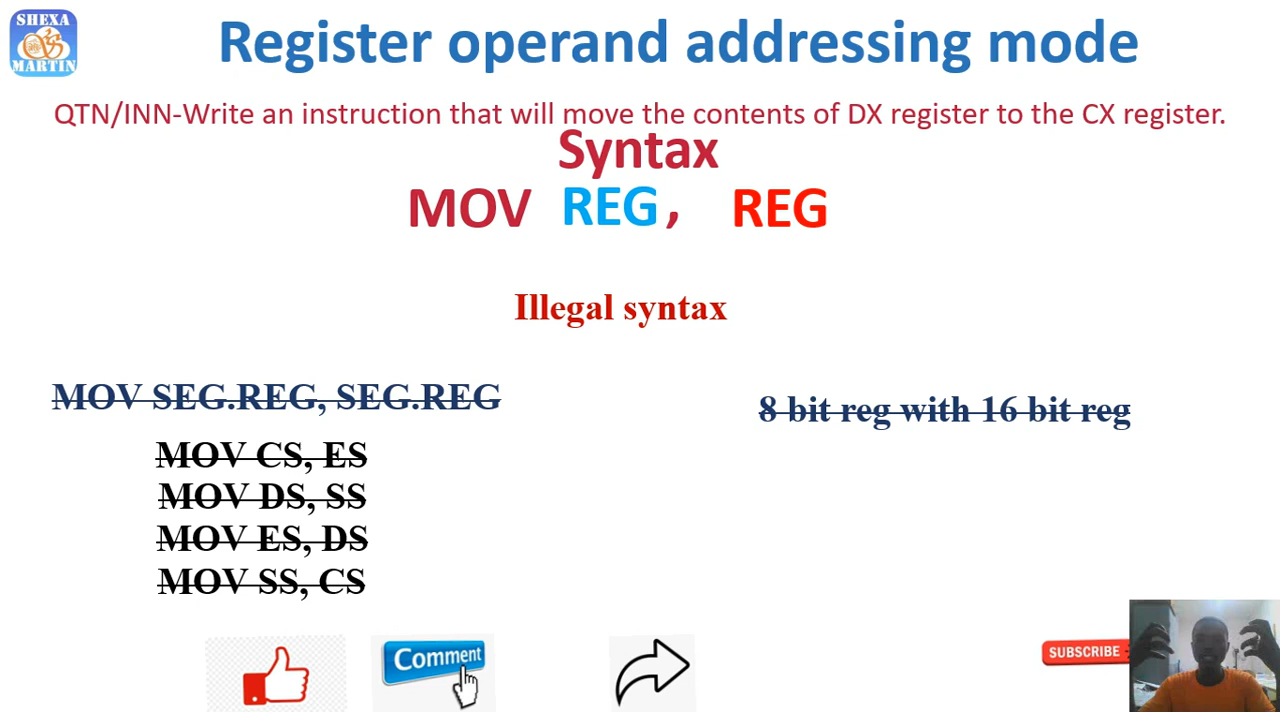 SHEXA
MARTIN
Register operand addressing mode
QTN/INN-Write an instruction that will move the contents of DX register to the CX register.
Syntax
MOV REG, REG
Illegal syntax
MOV SEG.REG, SEG.REG
8 bit reg with 16 bit reg
MOV CS, ES
MOV DS, SS
MOV ES, DS
MOV SS, CS
Comment
SUBSCRIBE